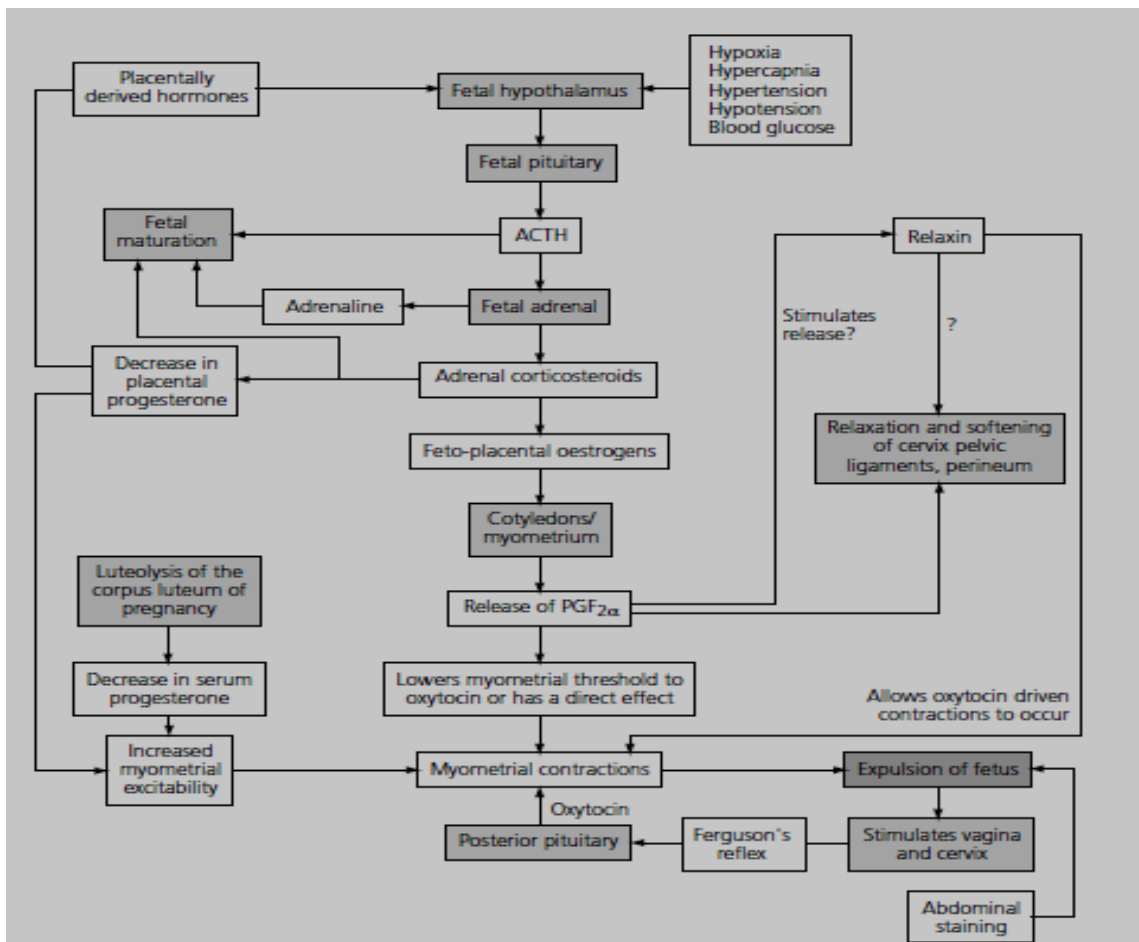 Placentally
derived hormones
Fetal hypothalamus
Hypoxia
Hypercapnia
Hypertension
Hypotension
Blood glucose
Fetal pituitary
Fetal
maturation
ACTH
Relaxin
Adrenaline
Fetal adrenal
Stimulates
release?
?
Decrease in
placental
progesterone
Adrenal corticosteroids
Relaxation and softening
of cervix pelvic
ligaments, perineum
Feto-placental oestrogens
Cotyledons/
myometrium
Luteolysis of the
corpus luteum of
pregnancy
Release of PGF2α
Decrease in serum
progesterone
Lowers myometrial threshold to
oxytocin or has a direct effect
Allows oxytocin driven
contractions to occur
Increased
myometrial
excitability
Myometrial contractions
Expulsion of fetus
Oxytocin
Posterior pituitary
Ferguson's
reflex
Stimulates vagina
and cervix
Abdominal
staining